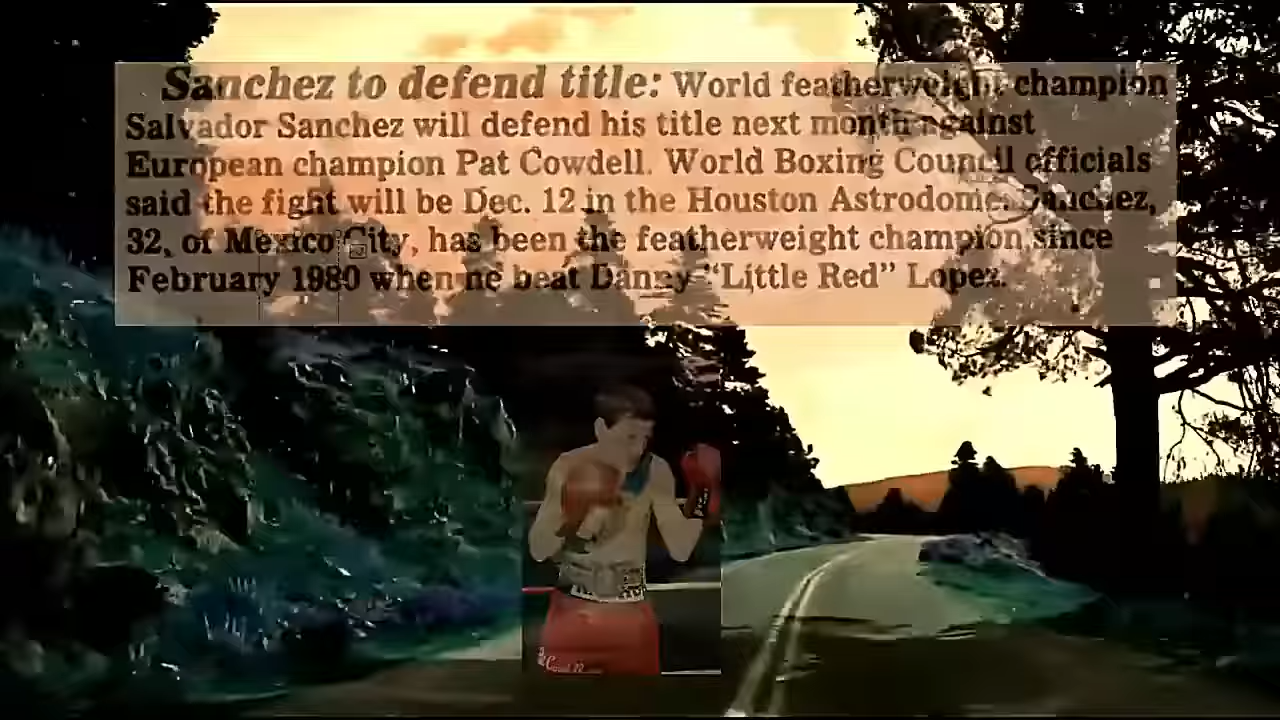 Sanchez to defend title: World featherweight champion
Salvador Sanchez will defend his title next month against
European champion Pat Cowdell. World Boxing Council officials
said the fight will be Dec. 12 in the Houston Astrodome. Sanchez,
32, of Mexico City, has been the featherweight champion since
February 1980 when he beat Danny "Little Red" Lopez.